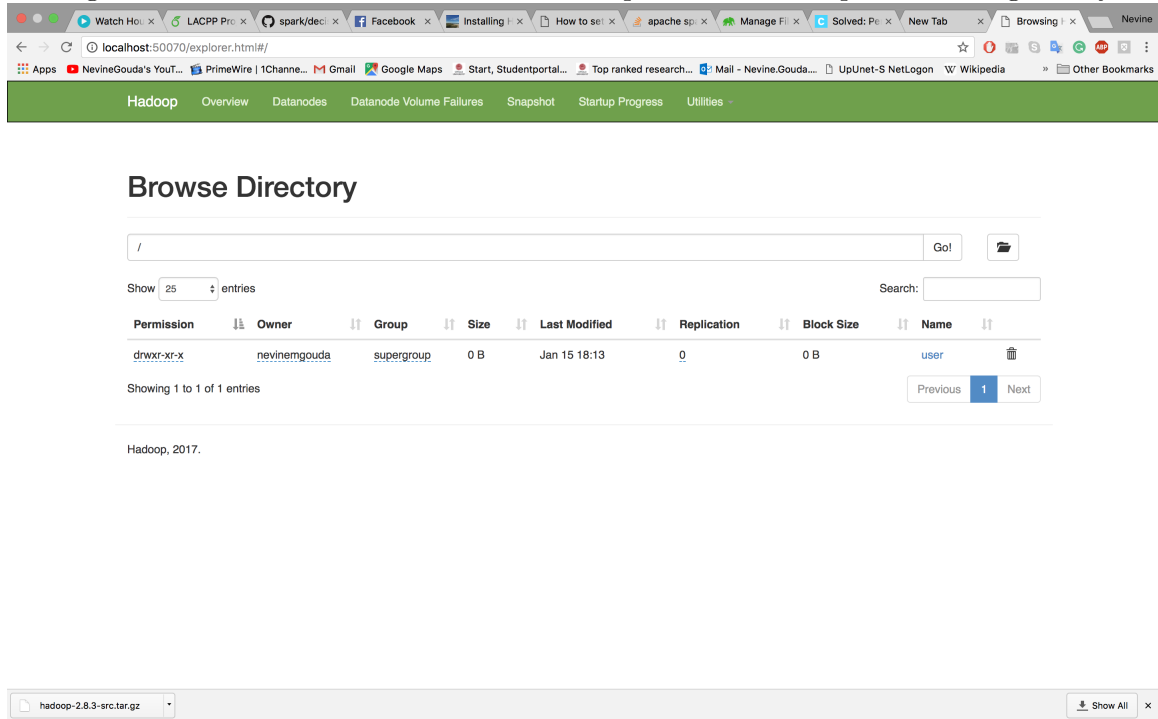 Watch Hou LACPP Pro spark/deci Facebook Installing H How to set apache sp Manage Fil Solved: Pe New Tab Browsing H Nevine
localhost:50070/explorer.html#/
Apps NevineGouda's YouT... PrimeWire | 1Channe... Gmail Google Maps Start, Studentportal... Top ranked research... Mail - Nevine.Gouda.... UpUnet-S NetLogon Wikipedia » Other Bookmarks
Hadoop Overview Datanodes Datanode Volume Failures Snapshot Startup Progress Utilities
Browse Directory
/ Go!
Show 25 entries Search:
Permission Owner Group Size Last Modified Replication Block Size Name
drwxr-xr-x nevinemgouda supergroup 0 B Jan 15 18:13 0 0 B user
Showing 1 to 1 of 1 entries Previous 1 Next
Hadoop, 2017.
hadoop-2.8.3-src.tar.gz Show All